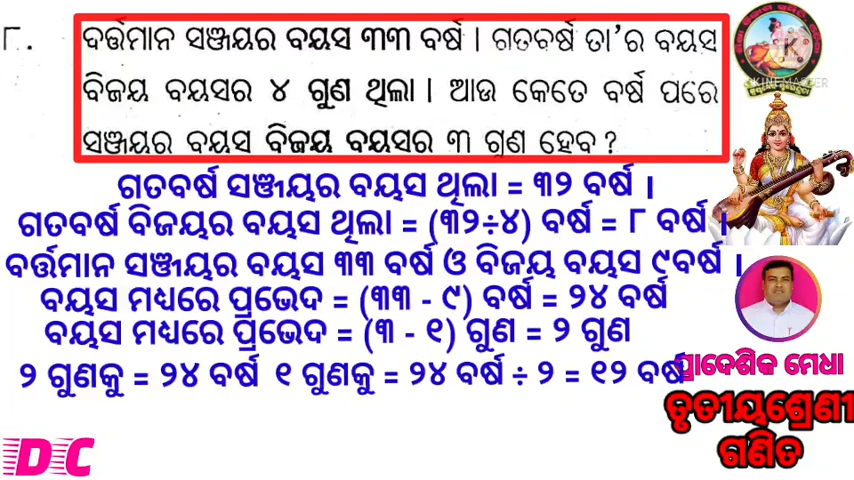 ୮. ବର୍ତ୍ତମାନ ସଞ୍ଜୟର ବୟସ ୩୩ ବର୍ଷ । ଗତବର୍ଷ ତା'ର ବୟସ
ବିଜୟ ବୟସର ୪ ଗୁଣ ଥିଲା । ଆଉ କେତେ ବର୍ଷ ପରେ
ସଞ୍ଜୟର ବୟସ ବିଜୟ ବୟସର ୩ ଗୁଣ ହେବ ?
ଗତବର୍ଷ ସଞ୍ଜୟର ବୟସ ଥିଲା = ୩୨ ବର୍ଷ ।
ଗତବର୍ଷ ବିଜୟର ବୟସ ଥିଲା = (୩୨÷୪) ବର୍ଷ = ୮ ବର୍ଷ ।
ବର୍ତ୍ତମାନ ସଞ୍ଜୟର ବୟସ ୩୩ ବର୍ଷ ଓ ବିଜୟ ବୟସ ୯ବର୍ଷ ।
ବୟସ ମଧ୍ୟରେ ପ୍ରଭେଦ = (୩୩ - ୯) ବର୍ଷ = ୨୪ ବର୍ଷ
ବୟସ ମଧ୍ୟରେ ପ୍ରଭେଦ = (୩ - ୧) ଗୁଣ = ୨ ଗୁଣ
୨ ଗୁଣକୁ = ୨୪ ବର୍ଷ ୧ ଗୁଣକୁ = ୨୪ ବର୍ଷ ÷ ୨ = ୧୨ ବର୍ଷ
ପ୍ରାଦେଶିକ ମେଧା
ତୃତୀୟଶ୍ରେଣୀ
ଗଣିତ
DC